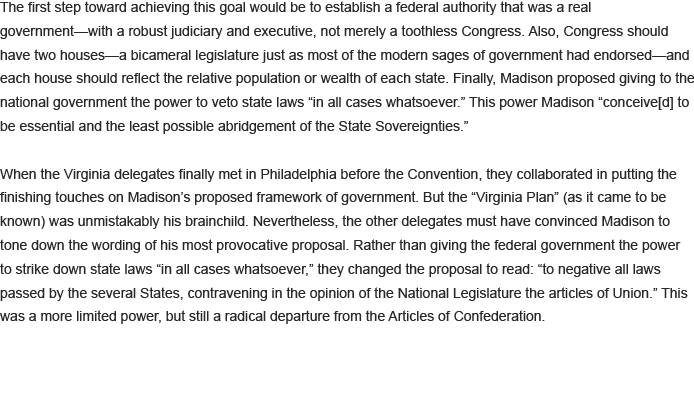 The first step toward achieving this goal would be to establish a federal authority that was a real
government—with a robust judiciary and executive, not merely a toothless Congress. Also, Congress should
have two houses—a bicameral legislature just as most of the modern sages of government had endorsed—and
each house should reflect the relative population or wealth of each state. Finally, Madison proposed giving to the
national government the power to veto state laws “in all cases whatsoever.” This power Madison “conceive[d] to
be essential and the least possible abridgement of the State Sovereignties.”
When the Virginia delegates finally met in Philadelphia before the Convention, they collaborated in putting the
finishing touches on Madison’s proposed framework of government. But the “Virginia Plan” (as it came to be
known) was unmistakably his brainchild. Nevertheless, the other delegates must have convinced Madison to
tone down the wording of his most provocative proposal. Rather than giving the federal government the power
to strike down state laws “in all cases whatsoever,” they changed the proposal to read: “to negative all laws
passed by the several States, contravening in the opinion of the National Legislature the articles of Union.” This
was a more limited power, but still a radical departure from the Articles of Confederation.